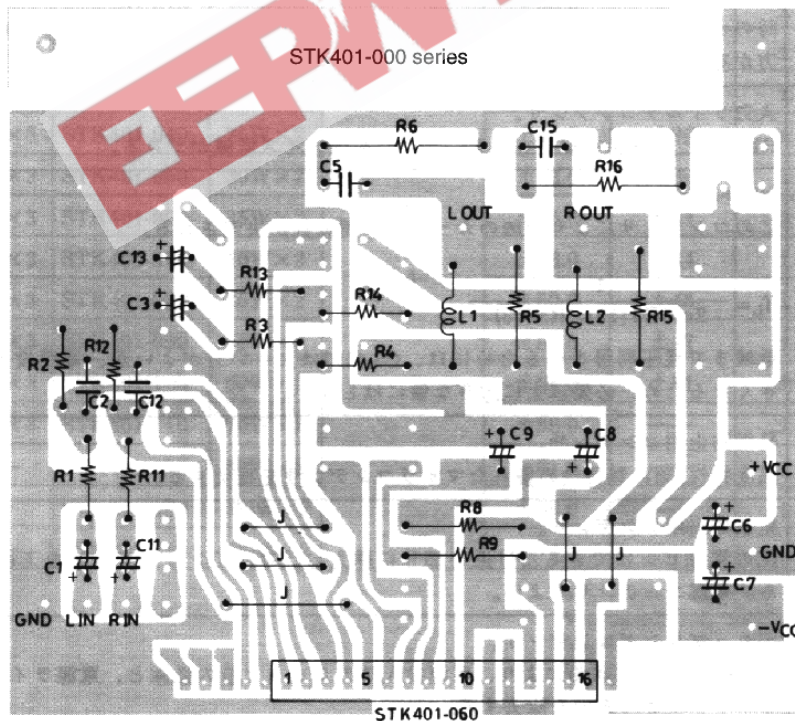 EEPW
STK401-000 series
R6
C15
C5
R16
L OUT
R OUT
+
C13
R13
+
C3
R14
L1
R5
L2
R15
R3
R12
R2
R4
C2
C12
+
C9
C8
+
R1
R11
+VCC
J
R8
+
C6
C11
C1
+
+
J
R9
J
J
GND
+
C7
J
GND
L IN
R IN
-VCC
1
5
10
16
STK401-060